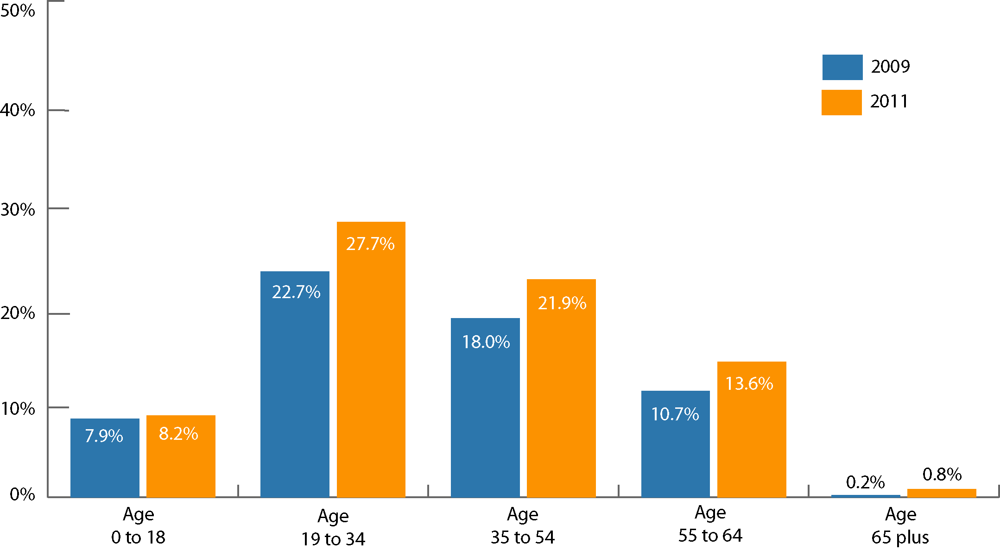 50%
40%
30%
20%
10%
0%
2009
2011
7.9%
8.2%
22.7%
27.7%
18.0%
21.9%
10.7%
13.6%
0.2%
0.8%
Age
0 to 18
Age
19 to 34
Age
35 to 54
Age
55 to 64
Age
65 plus